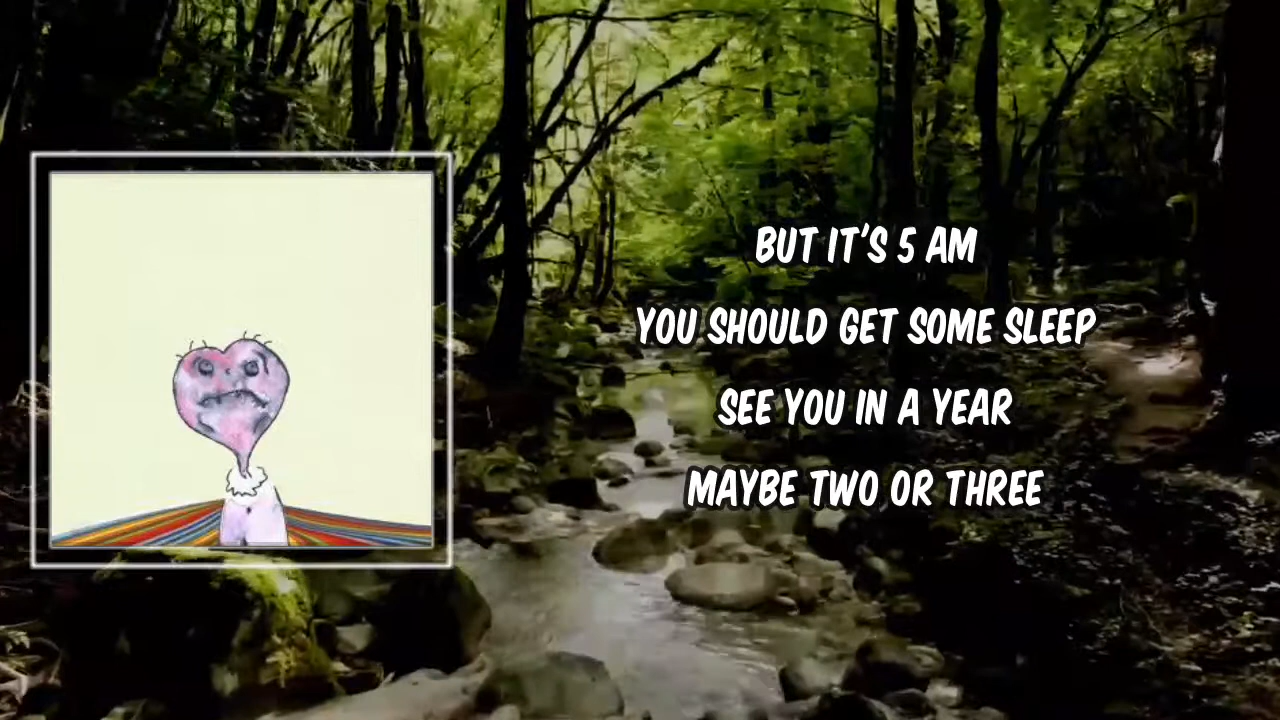 BUT IT'S 5 AM
YOU SHOULD GET SOME SLEEP
SEE YOU IN A YEAR
MAYBE TWO OR THREE